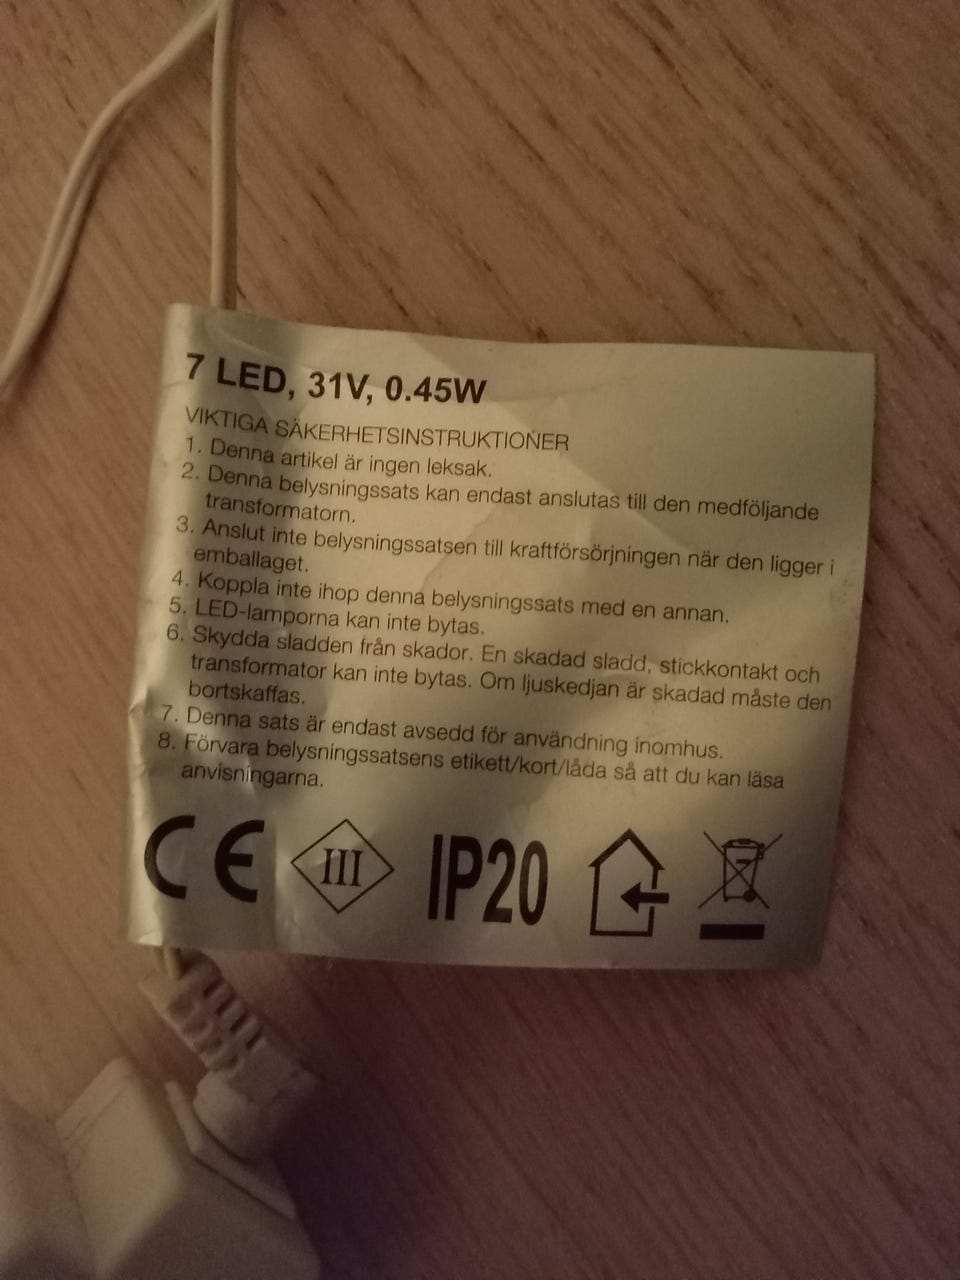 7 LED, 31V, 0.45W
VIKTIGA SÄKERHETSINSTRUKTIONER
1. Denna artikel är ingen leksak.
2. Denna belysningssats kan endast anslutas till den medföljande
transformatorn.
3. Anslut inte belysningssatsen till kraftförsörjningen när den ligger i
emballaget.
4. Koppla inte ihop denna belysningssats med en annan.
5. LED-lamporna kan inte bytas.
6. Skydda sladden från skador. En skadad sladd, stickkontakt och
transformator kan inte bytas. Om ljuskedjan är skadad måste den
bortskaffas.
7. Denna sats är endast avsedd för användning inomhus.
8. Förvara belysningssatsens etikett/kort/låda så att du kan läsa
anvisningarna.
CE III IP20